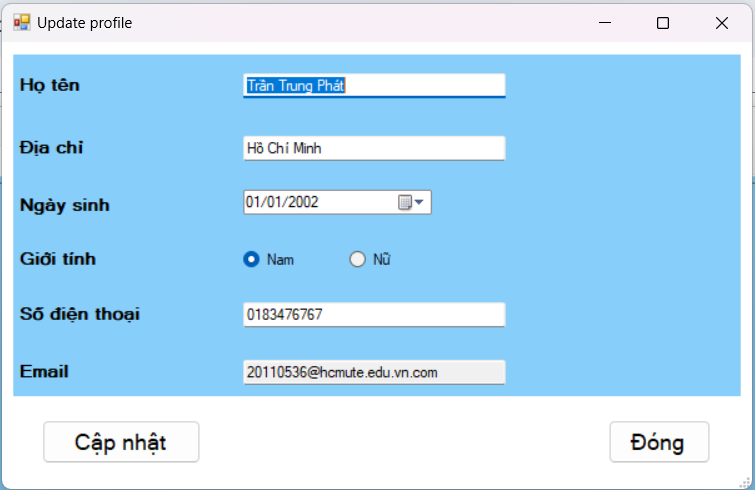 Update profile
Họ tên Trần Trung Phát
Địa chỉ Hồ Chí Minh
Ngày sinh 01/01/2002
Giới tính Nam Nữ
Số điện thoại 0183476767
Email 20110536@hcmute.edu.vn.com
Cập nhật Đóng